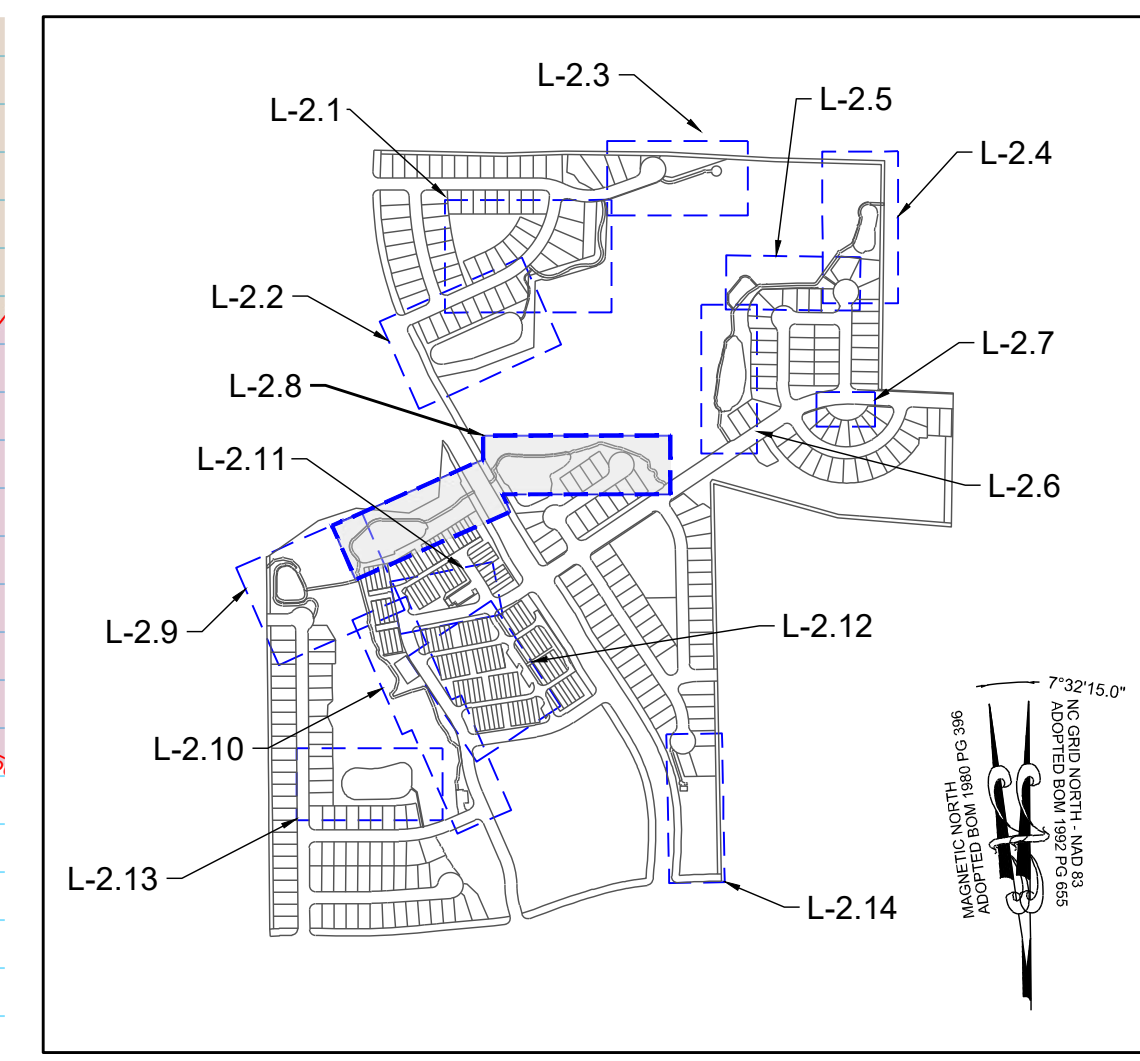 L-2.3
L-2.5
L-2.1
L-2.4
L-2.2
L-2.7
L-2.8
L-2.11
L-2.6
L-2.9
L-2.12
L-2.10
L-2.13
L-2.14
7°32'15.0"
MAGNETIC NORTH
ADOPTED BOM 1980 PG 396
NC GRID NORTH - NAD 83
ADOPTED BOM 1992 PG 655